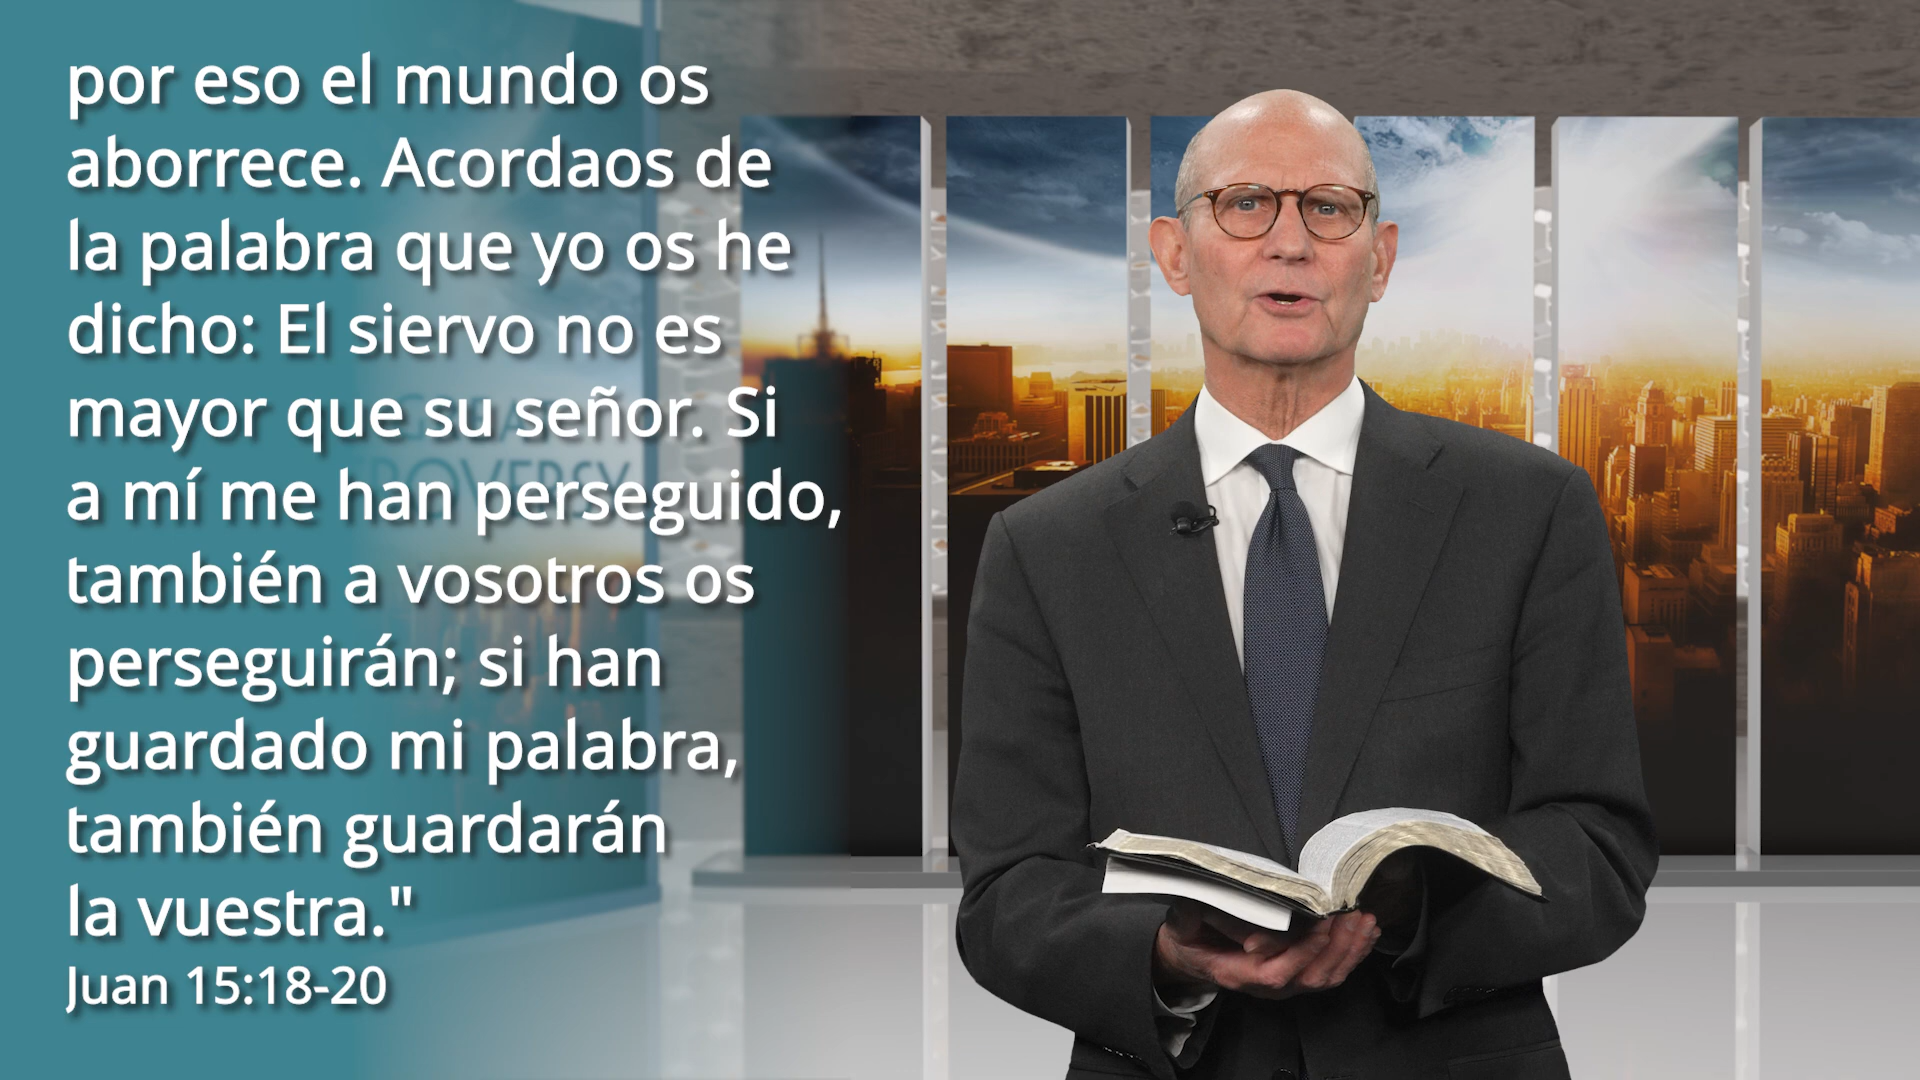 por eso el mundo os
aborrece. Acordaos de
la palabra que yo os he
dicho: El siervo no es
mayor que su señor. Si
a mí me han perseguido,
también a vosotros os
perseguirán; si han
guardado mi palabra,
también guardarán
la vuestra."
Juan 15:18-20